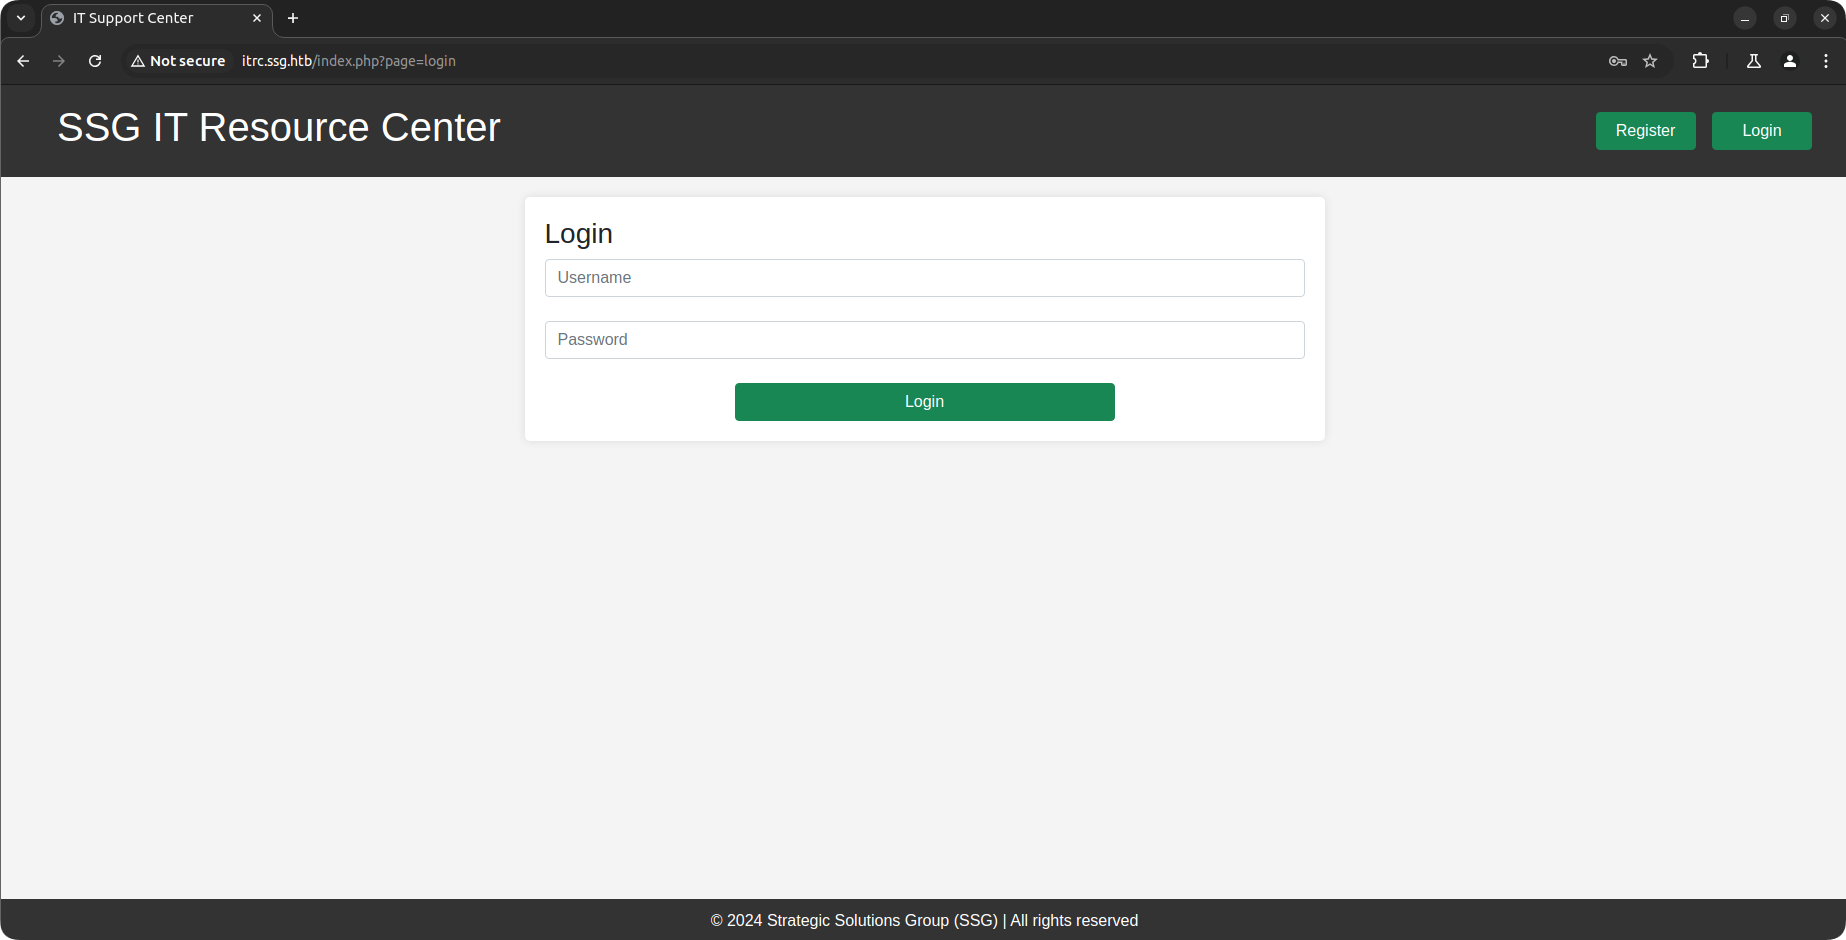 IT Support Center
Not secure itrc.ssg.htb/index.php?page=login
SSG IT Resource Center
Register
Login
Login
Username
Password
Login
© 2024 Strategic Solutions Group (SSG) | All rights reserved